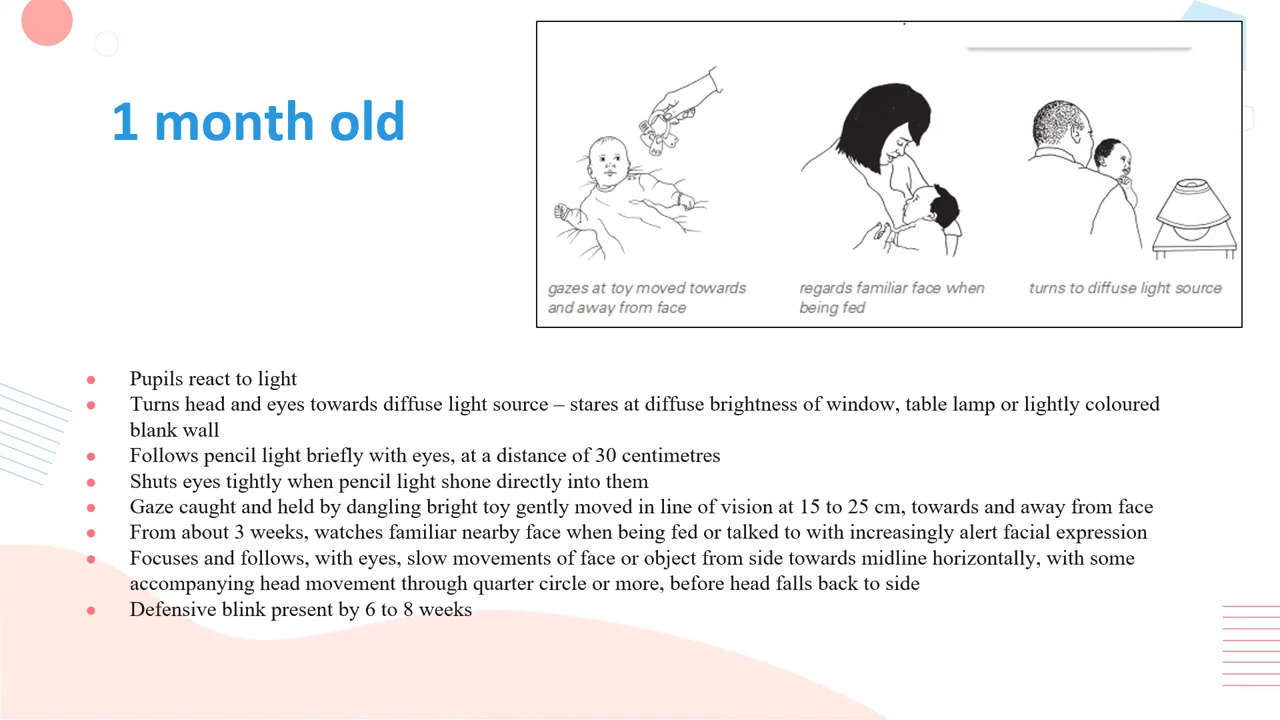 1 month old
gazes at toy moved towards
and away from face
regards familiar face when
being fed
turns to diffuse light source
● Pupils react to light
● Turns head and eyes towards diffuse light source – stares at diffuse brightness of window, table lamp or lightly coloured
blank wall
● Follows pencil light briefly with eyes, at a distance of 30 centimetres
● Shuts eyes tightly when pencil light shone directly into them
● Gaze caught and held by dangling bright toy gently moved in line of vision at 15 to 25 cm, towards and away from face
● From about 3 weeks, watches familiar nearby face when being fed or talked to with increasingly alert facial expression
● Focuses and follows, with eyes, slow movements of face or object from side towards midline horizontally, with some
accompanying head movement through quarter circle or more, before head falls back to side
● Defensive blink present by 6 to 8 weeks